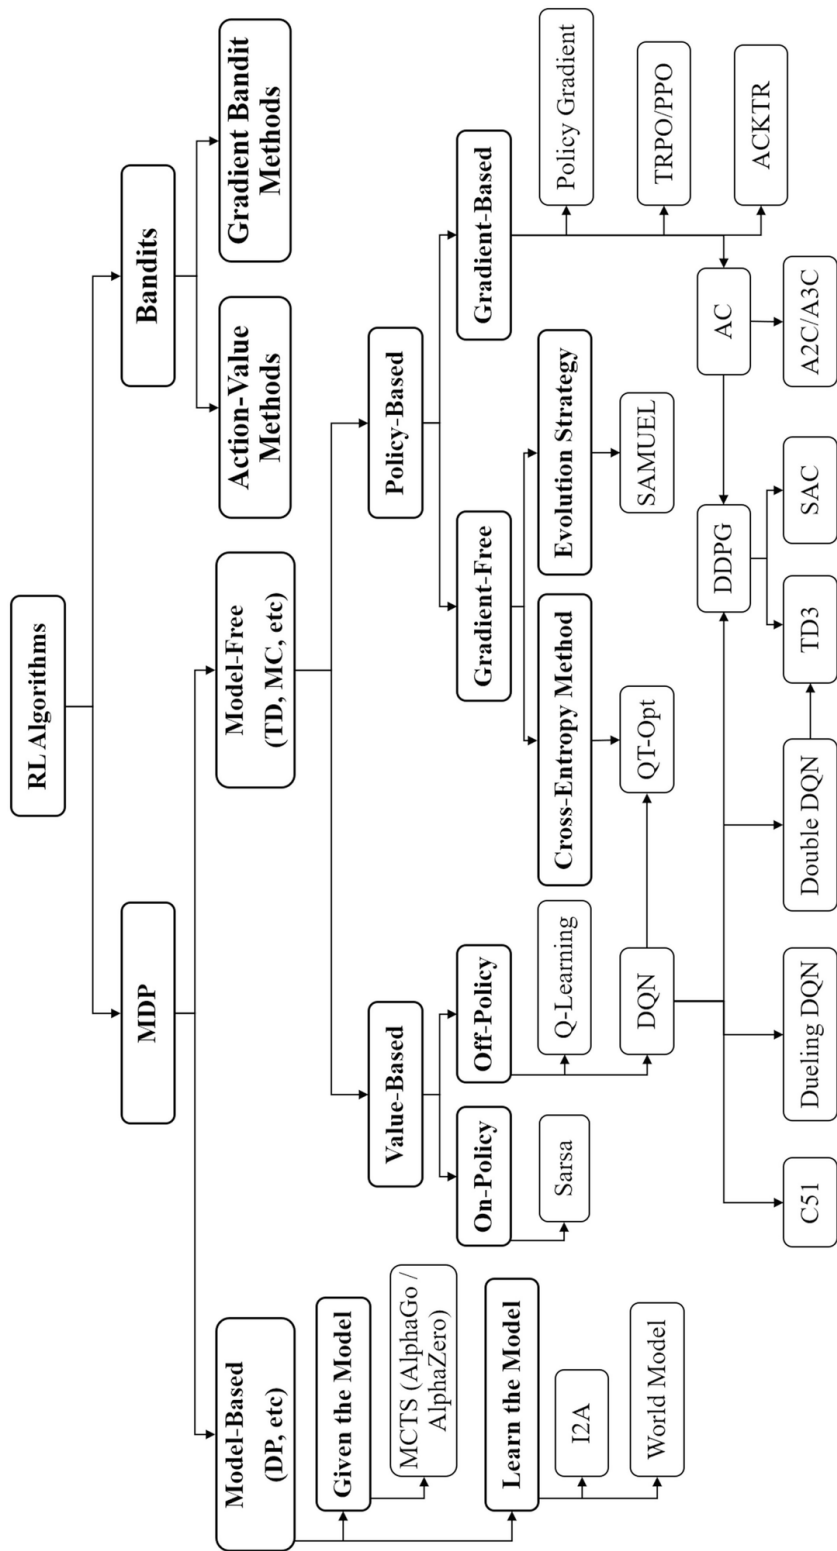 RL Algorithms
MDP
Bandits
Model-Based
(DP, etc)
Model-Free
(TD, MC, etc)
Action-Value
Methods
Gradient Bandit
Methods
Given the Model
MCTS (AlphaGo /
AlphaZero)
Learn the Model
I2A
World Model
Value-Based
Policy-Based
On-Policy
Off-Policy
Gradient-Free
Gradient-Based
Sarsa
Q-Learning
Cross-Entropy Method
Evolution Strategy
Policy Gradient
DQN
QT-Opt
SAMUEL
TRPO/PPO
DDPG
AC
ACKTR
C51
Dueling DQN
Double DQN
TD3
SAC
A2C/A3C